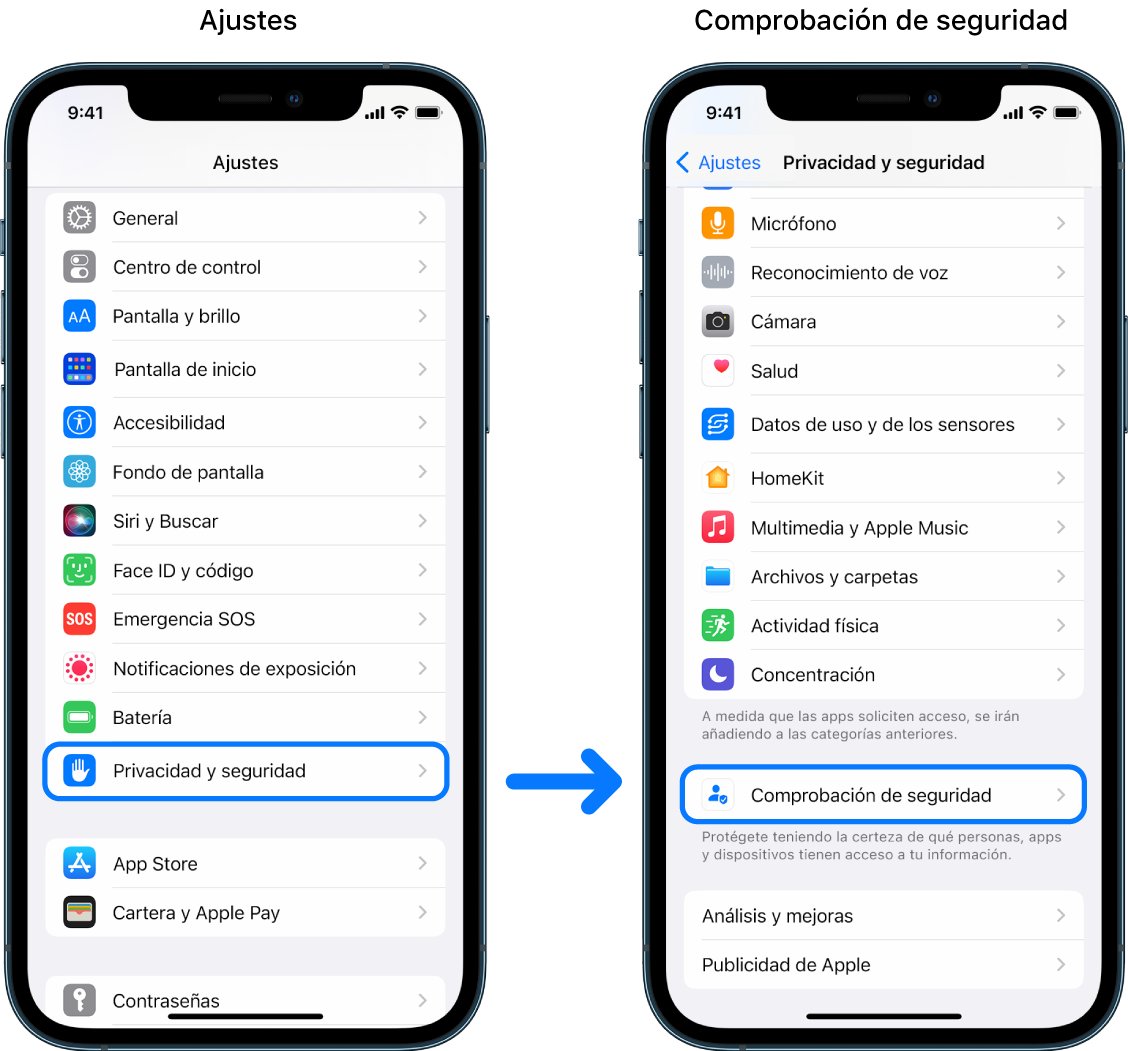 Ajustes
9:41
Ajustes
General
Centro de control
AA
Pantalla y brillo
Pantalla de inicio
Accesibilidad
Fondo de pantalla
Siri y Buscar
Face ID y código
SOS
Emergencia SOS
Notificaciones de exposición
Batería
Privacidad y seguridad
App Store
Cartera y Apple Pay
Contraseñas
Comprobación de seguridad
9:41
Ajustes Privacidad y seguridad
Micrófono
Reconocimiento de voz
Cámara
Salud
Datos de uso y de los sensores
HomeKit
Multimedia y Apple Music
Archivos y carpetas
Actividad física
Concentración
A medida que las apps soliciten acceso, se irán
añadiendo a las categorías anteriores.
Comprobación de seguridad
Protégete teniendo la certeza de qué personas, apps
y dispositivos tienen acceso a tu información.
Análisis y mejoras
Publicidad de Apple